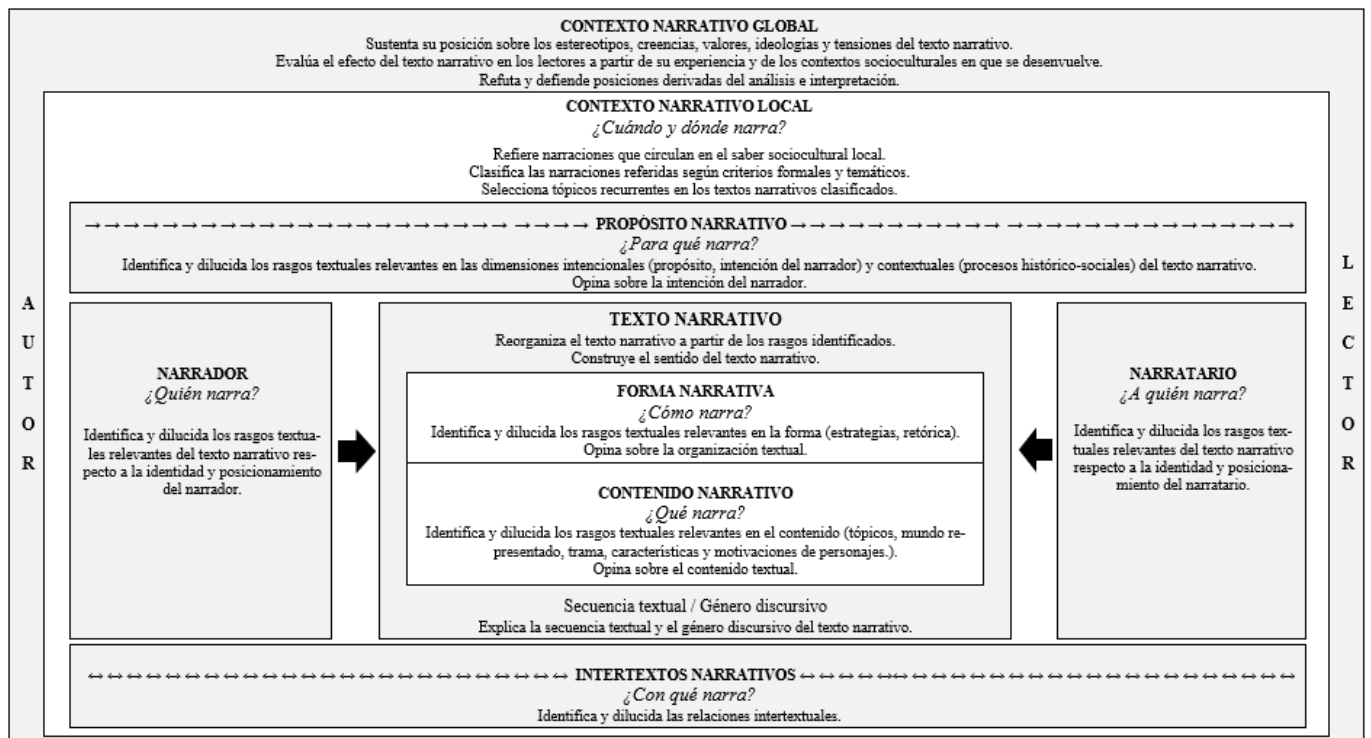 CONTEXTO NARRATIVO GLOBAL
Sustenta su posición sobre los estereotipos, creencias, valores, ideologías y tensiones del texto narrativo.
Evalúa el efecto del texto narrativo en los lectores a partir de su experiencia y de los contextos socioculturales en que se desenvuelve.
Refuta y defiende posiciones derivadas del análisis e interpretación.
CONTEXTO NARRATIVO LOCAL
¿Cuándo y dónde narra?
Refiere narraciones que circulan en el saber sociocultural local.
Clasifica las narraciones referidas según criterios formales y temáticos.
Selecciona tópicos recurrentes en los textos narrativos clasificados.
PROPÓSITO NARRATIVO
¿Para qué narra?
Identifica y dilucida los rasgos textuales relevantes en las dimensiones intencionales (propósito, intención del narrador) y contextuales (procesos histórico-sociales) del texto narrativo.
Opina sobre la intención del narrador.
A
U
T
O
R
NARRADOR
¿Quién narra?
Identifica y dilucida los rasgos textua-
les relevantes del texto narrativo res-
pecto a la identidad y posicionamiento
del narrador.
TEXTO NARRATIVO
Reorganiza el texto narrativo a partir de los rasgos identificados.
Construye el sentido del texto narrativo.
FORMA NARRATIVA
¿Cómo narra?
Identifica y dilucida los rasgos textuales relevantes en la forma (estrategias, retórica).
Opina sobre la organización textual.
CONTENIDO NARRATIVO
¿Qué narra?
Identifica y dilucida los rasgos textuales relevantes en el contenido (tópicos, mundo re-
presentado, trama, características y motivaciones de personajes.).
Opina sobre el contenido textual.
Secuencia textual / Género discursivo
Explica la secuencia textual y el género discursivo del texto narrativo.
NARRATARIO
¿A quién narra?
Identifica y dilucida los rasgos tex-
tuales relevantes del texto narrativo
respecto a la identidad y posiciona-
miento del narratario.
L
E
C
T
O
R
INTERTEXTOS NARRATIVOS
¿Con qué narra?
Identifica y dilucida las relaciones intertextuales.